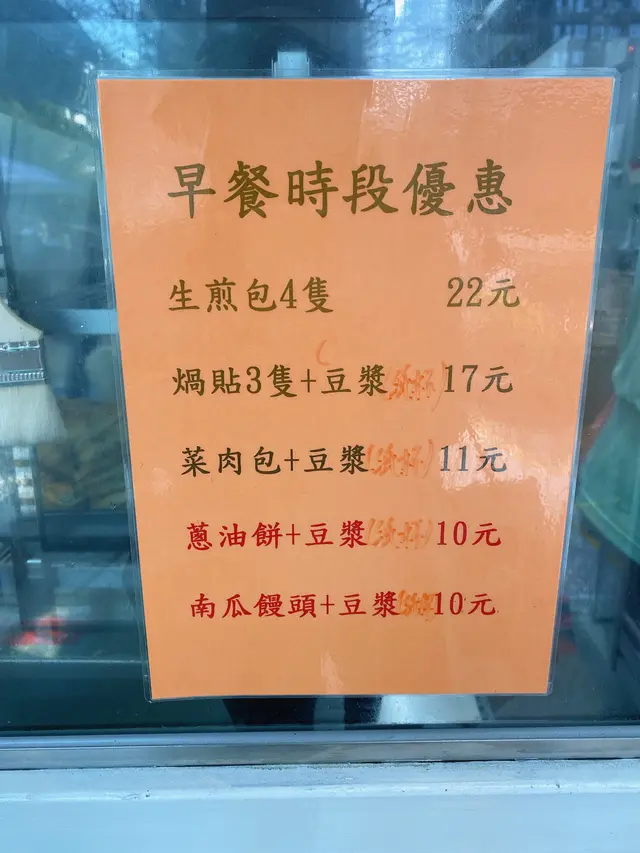 早餐時段優惠
生煎包4隻 22元
煱貼3隻+豆漿 17元
菜肉包+豆漿 11元
蔥油餅+豆漿 10元
南瓜饅頭+豆漿 10元